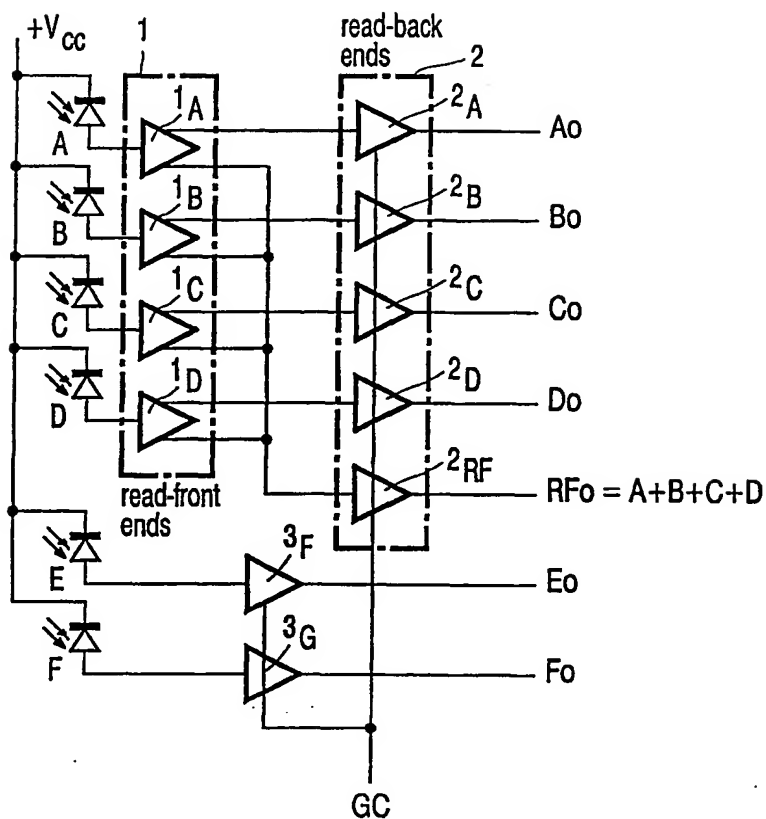 +Vcc
1
read-back
ends
2
A
1A
2A
Ao
B
1B
2B
Bo
C
1C
2C
Co
D
1D
2D
Do
read-front
ends
2RF
RFo = A+B+C+D
E
3F
Eo
F
3G
Fo
GC